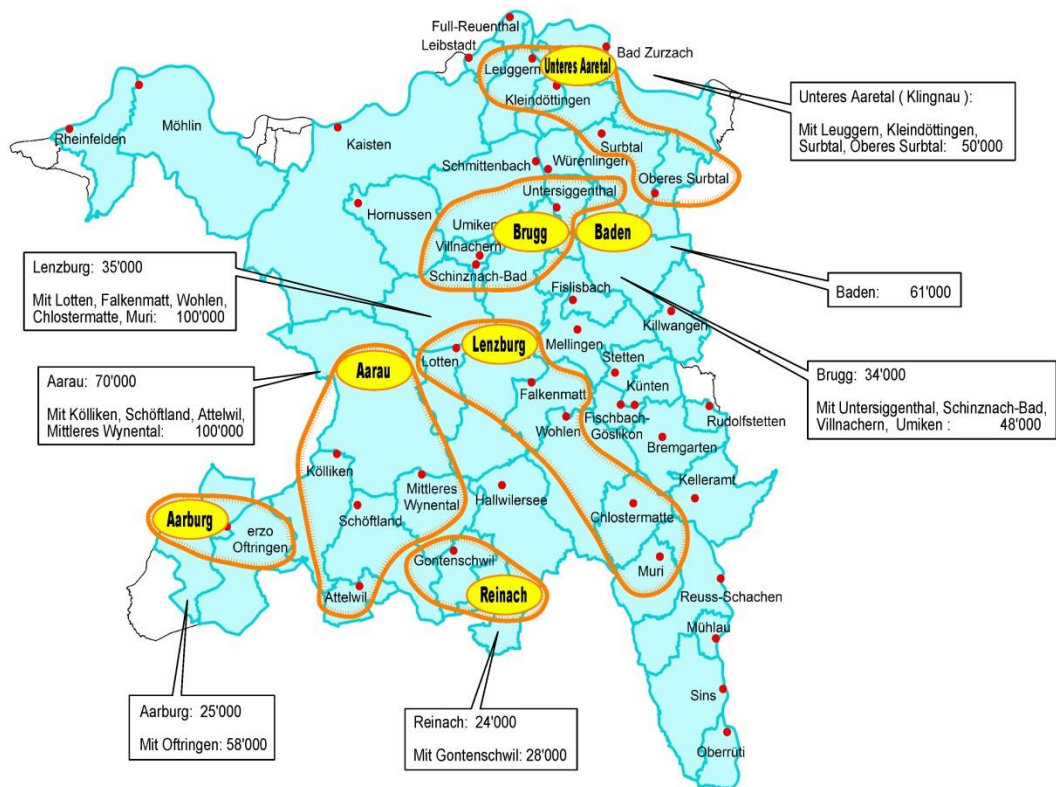 Full-Reuenthal
Leibstadt
Bad Zurzach
Leuggern
Unteres Aaretal
Kleindöttingen
Unteres Aaretal ( Klingnau ):
Mit Leuggern, Kleindöttingen,
Surbtal, Oberes Surbtal: 50'000
Rheinfelden
Möhlin
Kaisten
Surbtal
Schmittenbach
Würenlingen
Oberes Surbtal
Untersiggenthal
Hornussen
Umiken
Brugg
Baden
Villnachern
Schinznach-Bad
Lenzburg: 35'000
Mit Lotten, Falkenmatt, Wohlen,
Chlostermatte, Muri: 100'000
Baden: 61'000
Fislisbach
Killwangen
Mellingen
Lenzburg
Lotten
Aarau
Stetten
Aarau: 70'000
Mit Kölliken, Schöftland, Attelwil,
Mittleres Wynental: 100'000
Brugg: 34'000
Mit Untersiggenthal, Schinznach-Bad,
Villnachern, Umiken : 48'000
Falkenmatt
Künten
Fischbach-
Göslikon
Rudolfstetten
Wohlen
Bremgarten
Kölliken
Mittleres
Wynental
Hallwilersee
Kelleramt
Schöftland
Chlostermatte
Aarburg
erzo
Oftringen
Gontenschwil
Muri
Attelwil
Reinach
Reuss-Schachen
Mühlau
Sins
Oberrüti
Aarburg: 25'000
Mit Oftringen: 58'000
Reinach: 24'000
Mit Gontenschwil: 28'000